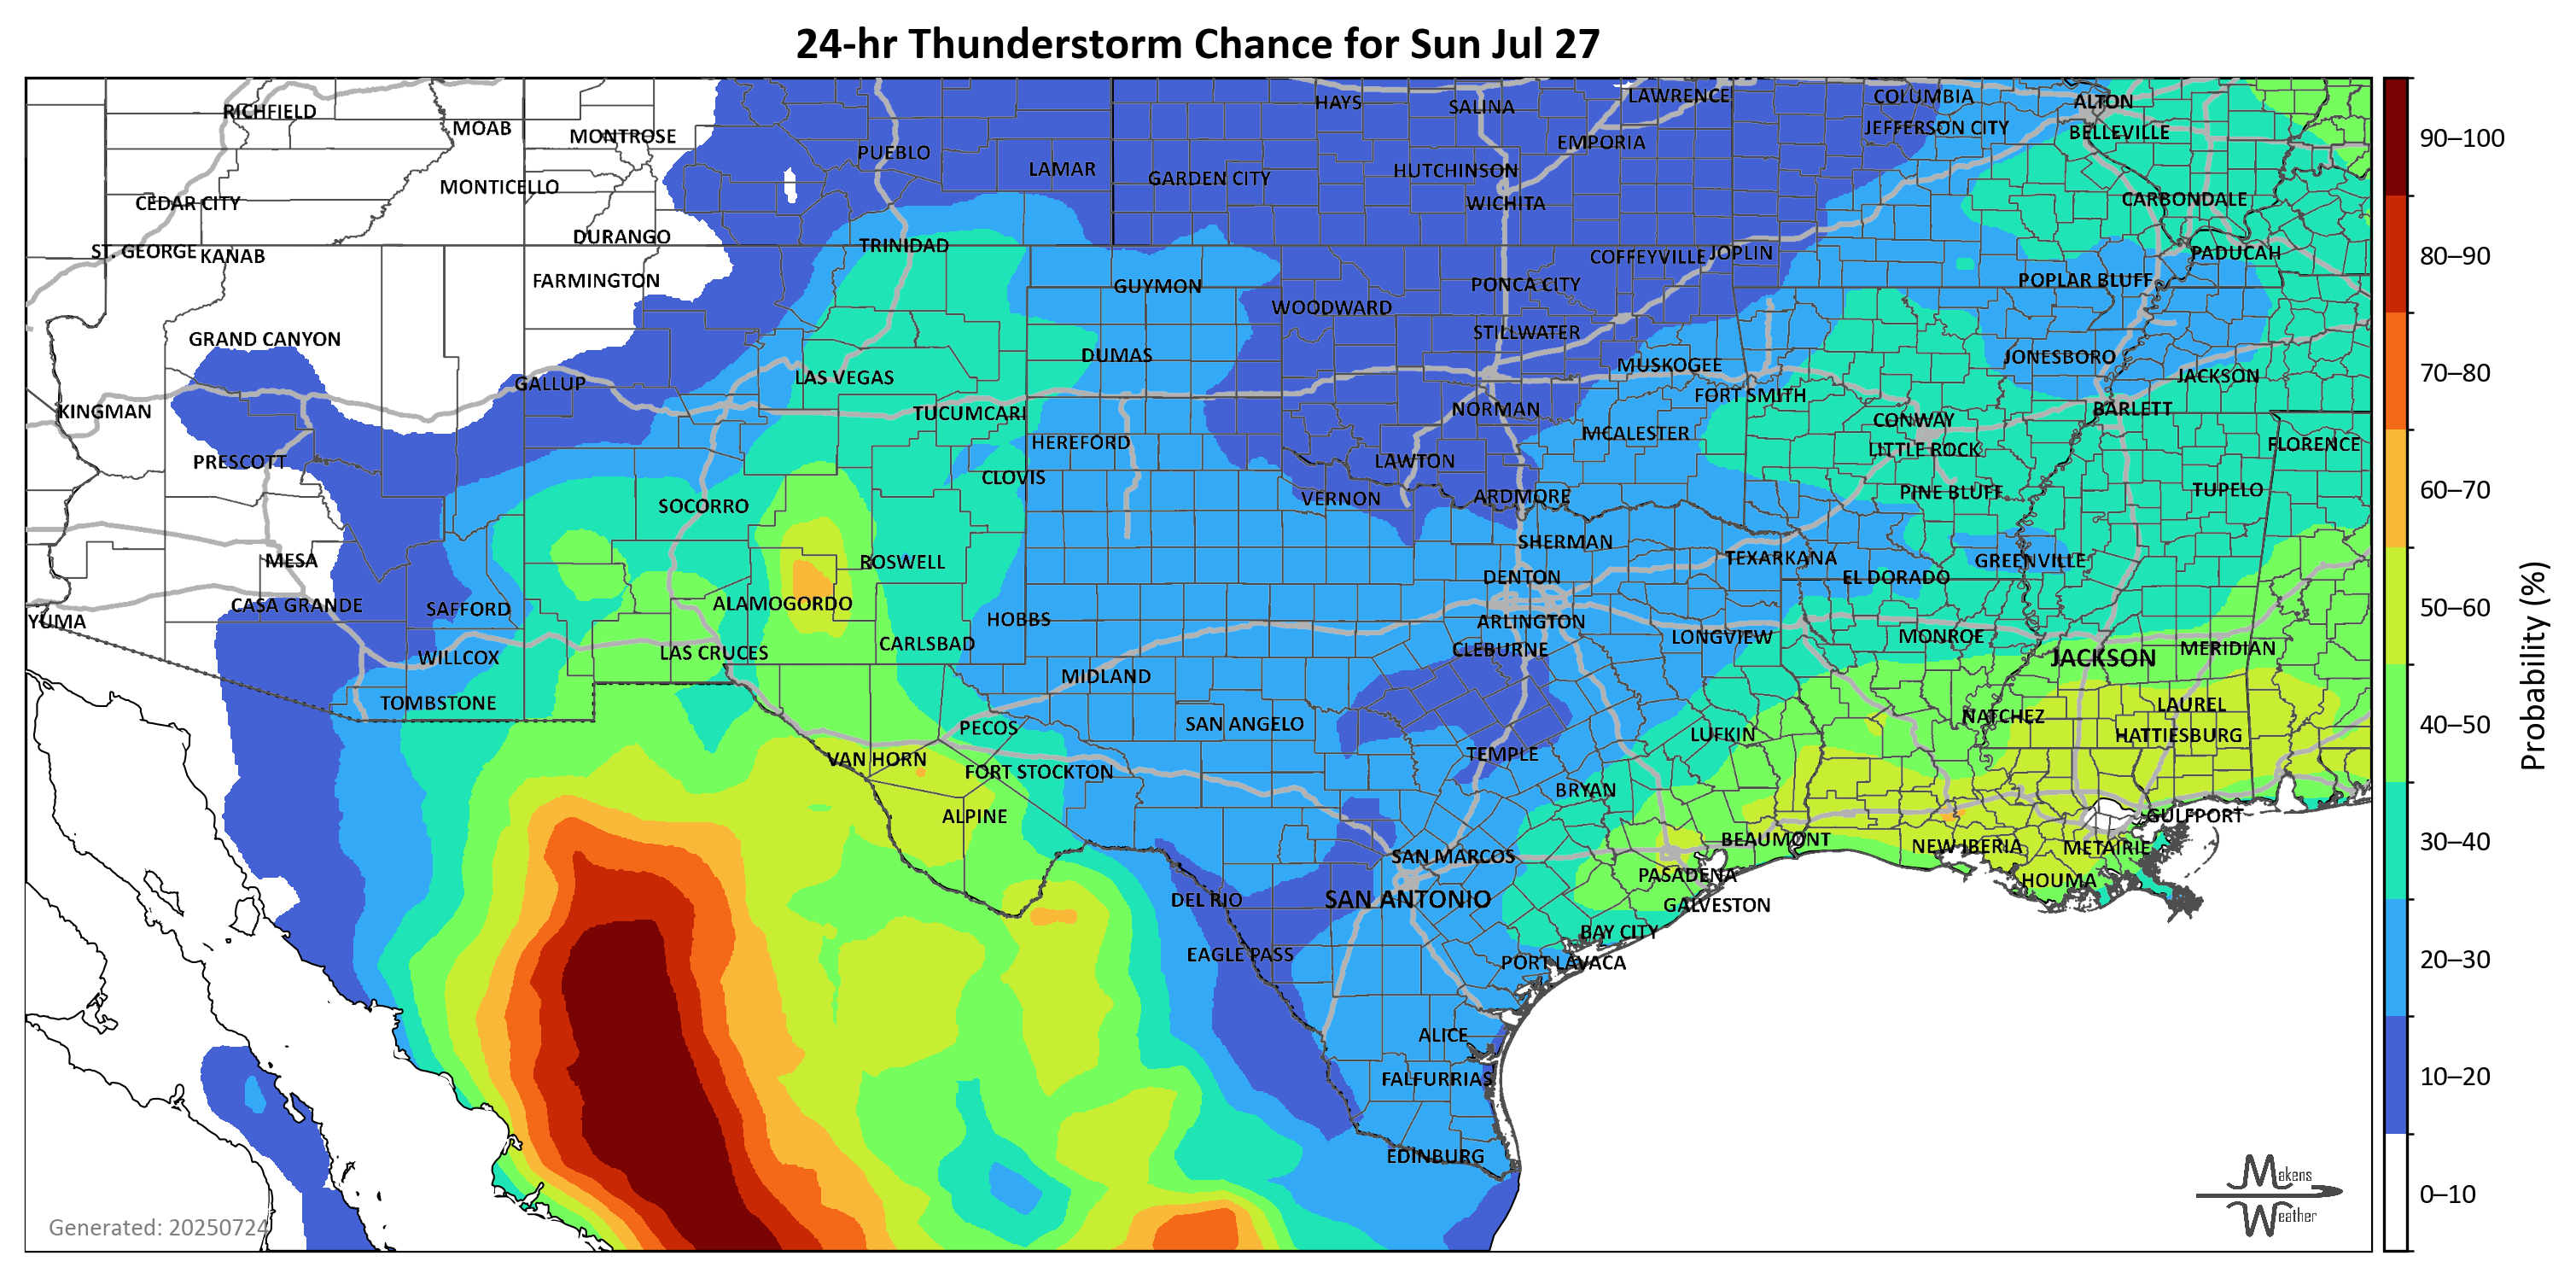 24-hr Thunderstorm Chance for Sun Jul 27
RICHFIELD
MOAB
MONTROSE
PUEBLO
LAMAR
HAYS
SALINA
LAWRENCE
COLUMBIA
ALTON
EMPORIA
JEFFERSON CITY
BELLEVILLE
90–100
MONTICELLO
GARDEN CITY
HUTCHINSON
CEDAR CITY
WICHITA
CARBONDALE
ST. GEORGE
KANAB
DURANGO
TRINIDAD
COFFEYVILLE
JOPLIN
PADUCAH
80–90
FARMINGTON
GUYMON
PONCA CITY
POPLAR BLUFF
WOODWARD
GRAND CANYON
STILLWATER
DUMAS
MUSKOGEE
JONESBORO
70–80
GALLUP
LAS VEGAS
FORT SMITH
JACKSON
KINGMAN
TUCUMCARI
NORMAN
CONWAY
BARLETT
HEREFORD
MCALESTER
LITTLE ROCK
FLORENCE
PRESCOTT
CLOVIS
LAWTON
SOCORRO
VERNON
ARDMORE
PINE BLUFF
TUPELO
60–70
MESA
ROSWELL
SHERMAN
TEXARKANA
GREENVILLE
CASA GRANDE
SAFFORD
ALAMOGORDO
DENTON
EL DORADO
YUMA
HOBBS
ARLINGTON
50–60
WILLCOX
LAS CRUCES
CARLSBAD
CLEBURNE
LONGVIEW
MONROE
JACKSON
MERIDIAN
Probability (%)
TOMBSTONE
MIDLAND
PECOS
SAN ANGELO
LUFKIN
NATCHEZ
LAUREL
HATTIESBURG
40–50
VAN HORN
FORT STOCKTON
TEMPLE
BRYAN
ALPINE
BEAUMONT
GULFPORT
30–40
SAN MARCOS
NEW IBERIA
METAIRIE
DEL RIO
SAN ANTONIO
PASADENA
HOUMA
GALVESTON
EAGLE PASS
BAY CITY
PORT LAVACA
20–30
ALICE
FALFURRIAS
10–20
EDINBURG
Makens
Weather
0–10
Generated: 20250724